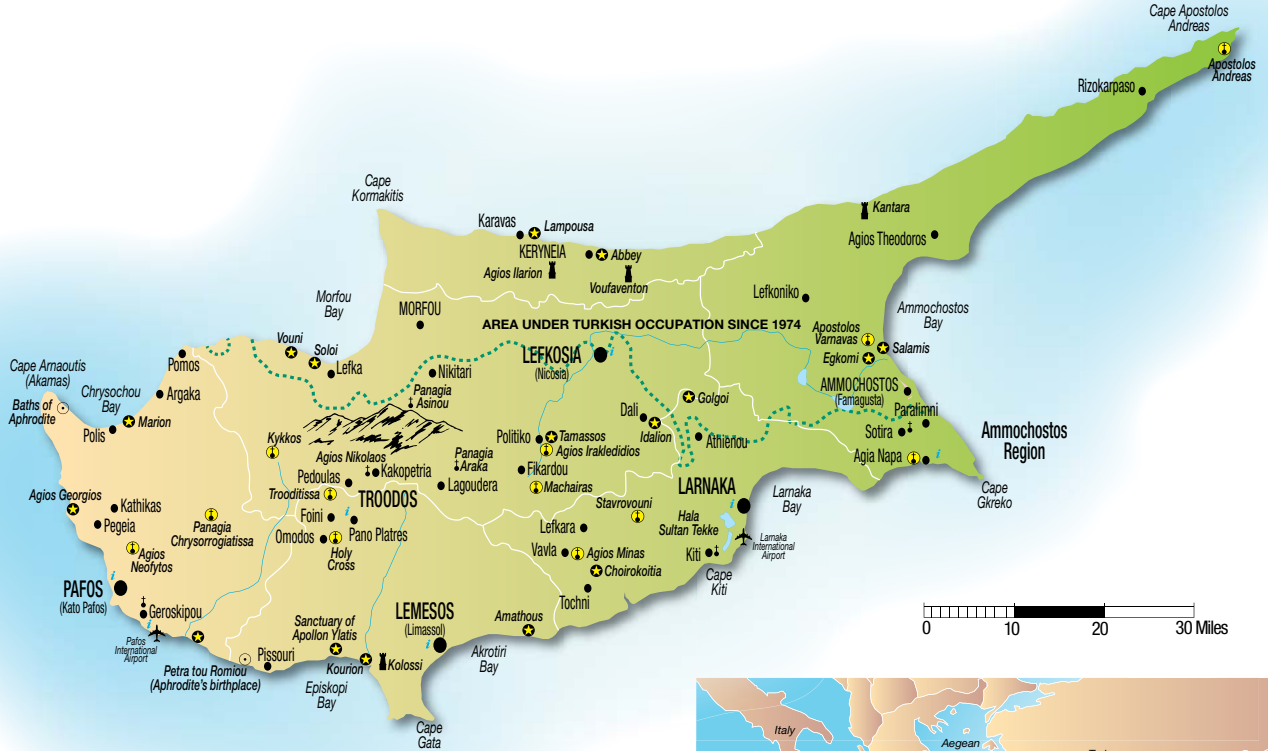 Cape Apostolos
Andreas
Apostolos
Andreas
Rizokarpaso
Cape
Kormakitis
Kantara
Karavas
Lampousa
Agios Theodoros
KERYNEIA
Abbey
Agios Ilarion
Voufaventon
Morfou
Bay
MORFOU
Lefkoniko
Ammochostos
Bay
AREA UNDER TURKISH OCCUPATION SINCE 1974
Apostolos
Varnavas
Salamis
Egkomi
Vouni
Soloi
Lefka
LEFKOSIA
(Nicosia)
Pomos
Nikitari
Cape Arnaoutis
(Akamas)
Chrysochou
Bay
Argaka
Baths of
Aphrodite
Marion
Polis
Panagia
Asinou
AMMOCHOSTOS
(Famagusta)
Golgoi
Dali
Idalion
Athienou
Paralimni
Sotira
Agia Napa
Ammochostos
Region
Cape
Gkreko
Kykkos
Politiko
Tamassos
Agios Irakledidios
Panagia
Araka
Agios Nikolaos
Kakopetria
Fikardou
Pedoulas
Lagoudera
Machairas
Trooditissa
TROODOS
LARNAKA
Larnaka
Bay
Stavrovouni
Agios Georgios
Kathikas
Pegeia
Panagia
Chrysorrogiatissa
Foini
Pano Platres
Omodos
Holy
Cross
Lefkara
Hala
Sultan Tekke
Larnaka
International
Airport
Vavla
Agios Minas
Kiti
Cape
Kiti
Agios
Neofytos
Choirokoitia
Tochni
PAFOS
(Kato Pafos)
Geroskipou
Pafos
International
Airport
LEMESOS
(Limassol)
Amathous
Sanctuary of
Apollon Ylatis
Akrotiri
Bay
Pissouri
Petra tou Romiou
(Aphrodite's birthplace)
Kourion
Kolossi
Episkopi
Bay
Cape
Gata
0 10 20 30 Miles
Italy
Aegean